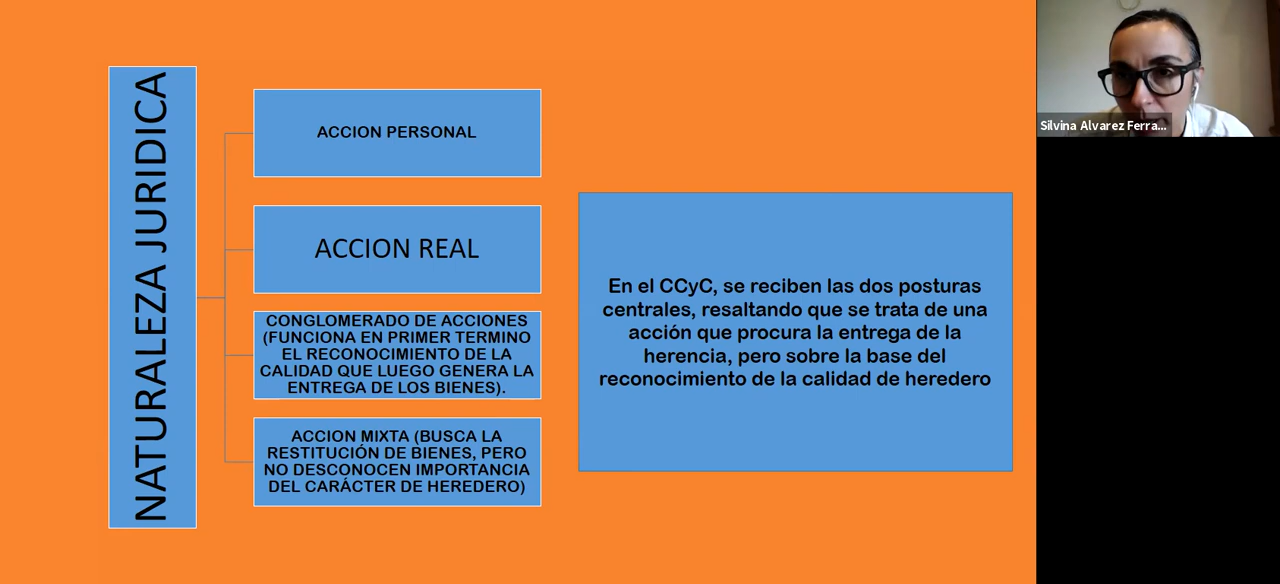 NATURALEZA JURIDICA
ACCION PERSONAL
ACCION REAL
CONGLOMERADO DE ACCIONES
(FUNCIONA EN PRIMER TERMINO
EL RECONOCIMIENTO DE LA
CALIDAD QUE LUEGO GENERA LA
ENTREGA DE LOS BIENES).
ACCION MIXTA (BUSCA LA
RESTITUCIÓN DE BIENES, PERO
NO DESCONOCEN IMPORTANCIA
DEL CARÁCTER DE HEREDERO)
En el CCyC, se reciben las dos posturas
centrales, resaltando que se trata de una
acción que procura la entrega de la
herencia, pero sobre la base del
reconocimiento de la calidad de heredero
Silvina Alvarez Ferra...